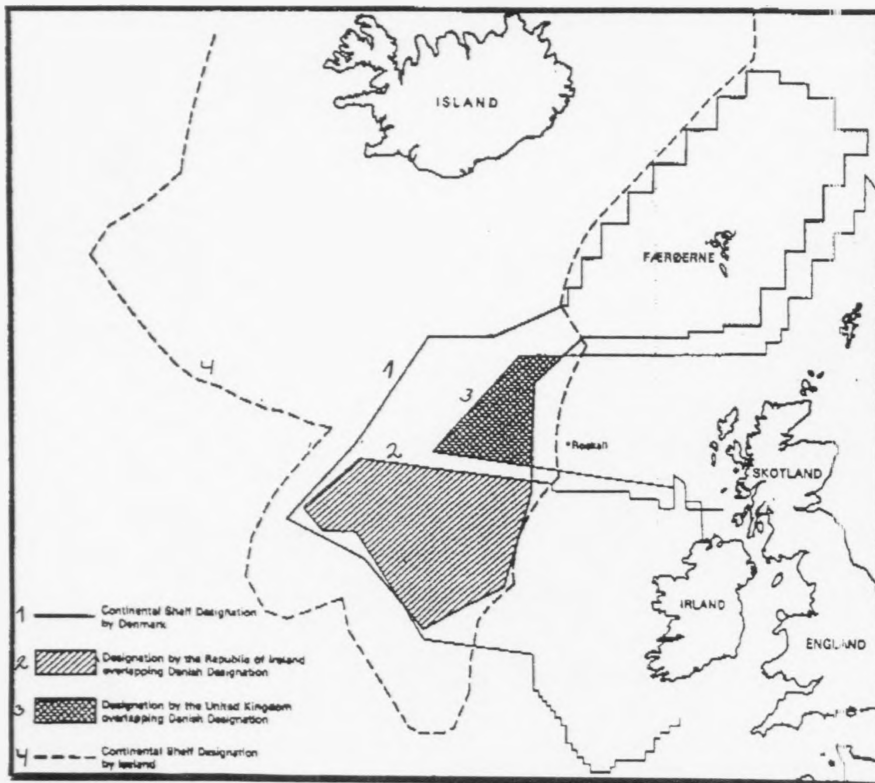 ISLAND
FÆRØERNE
4
1
3
2
Rockall
SKOTLAND
IRLAND
ENGLAND
1 Continental Shelf Designation
by Denmark
2 Designation by the Republic of Ireland
overlapping Danish Designation
3 Designation by the United Kingdom
overlapping Danish Designation
4 Continental Shelf Designation
by Iceland